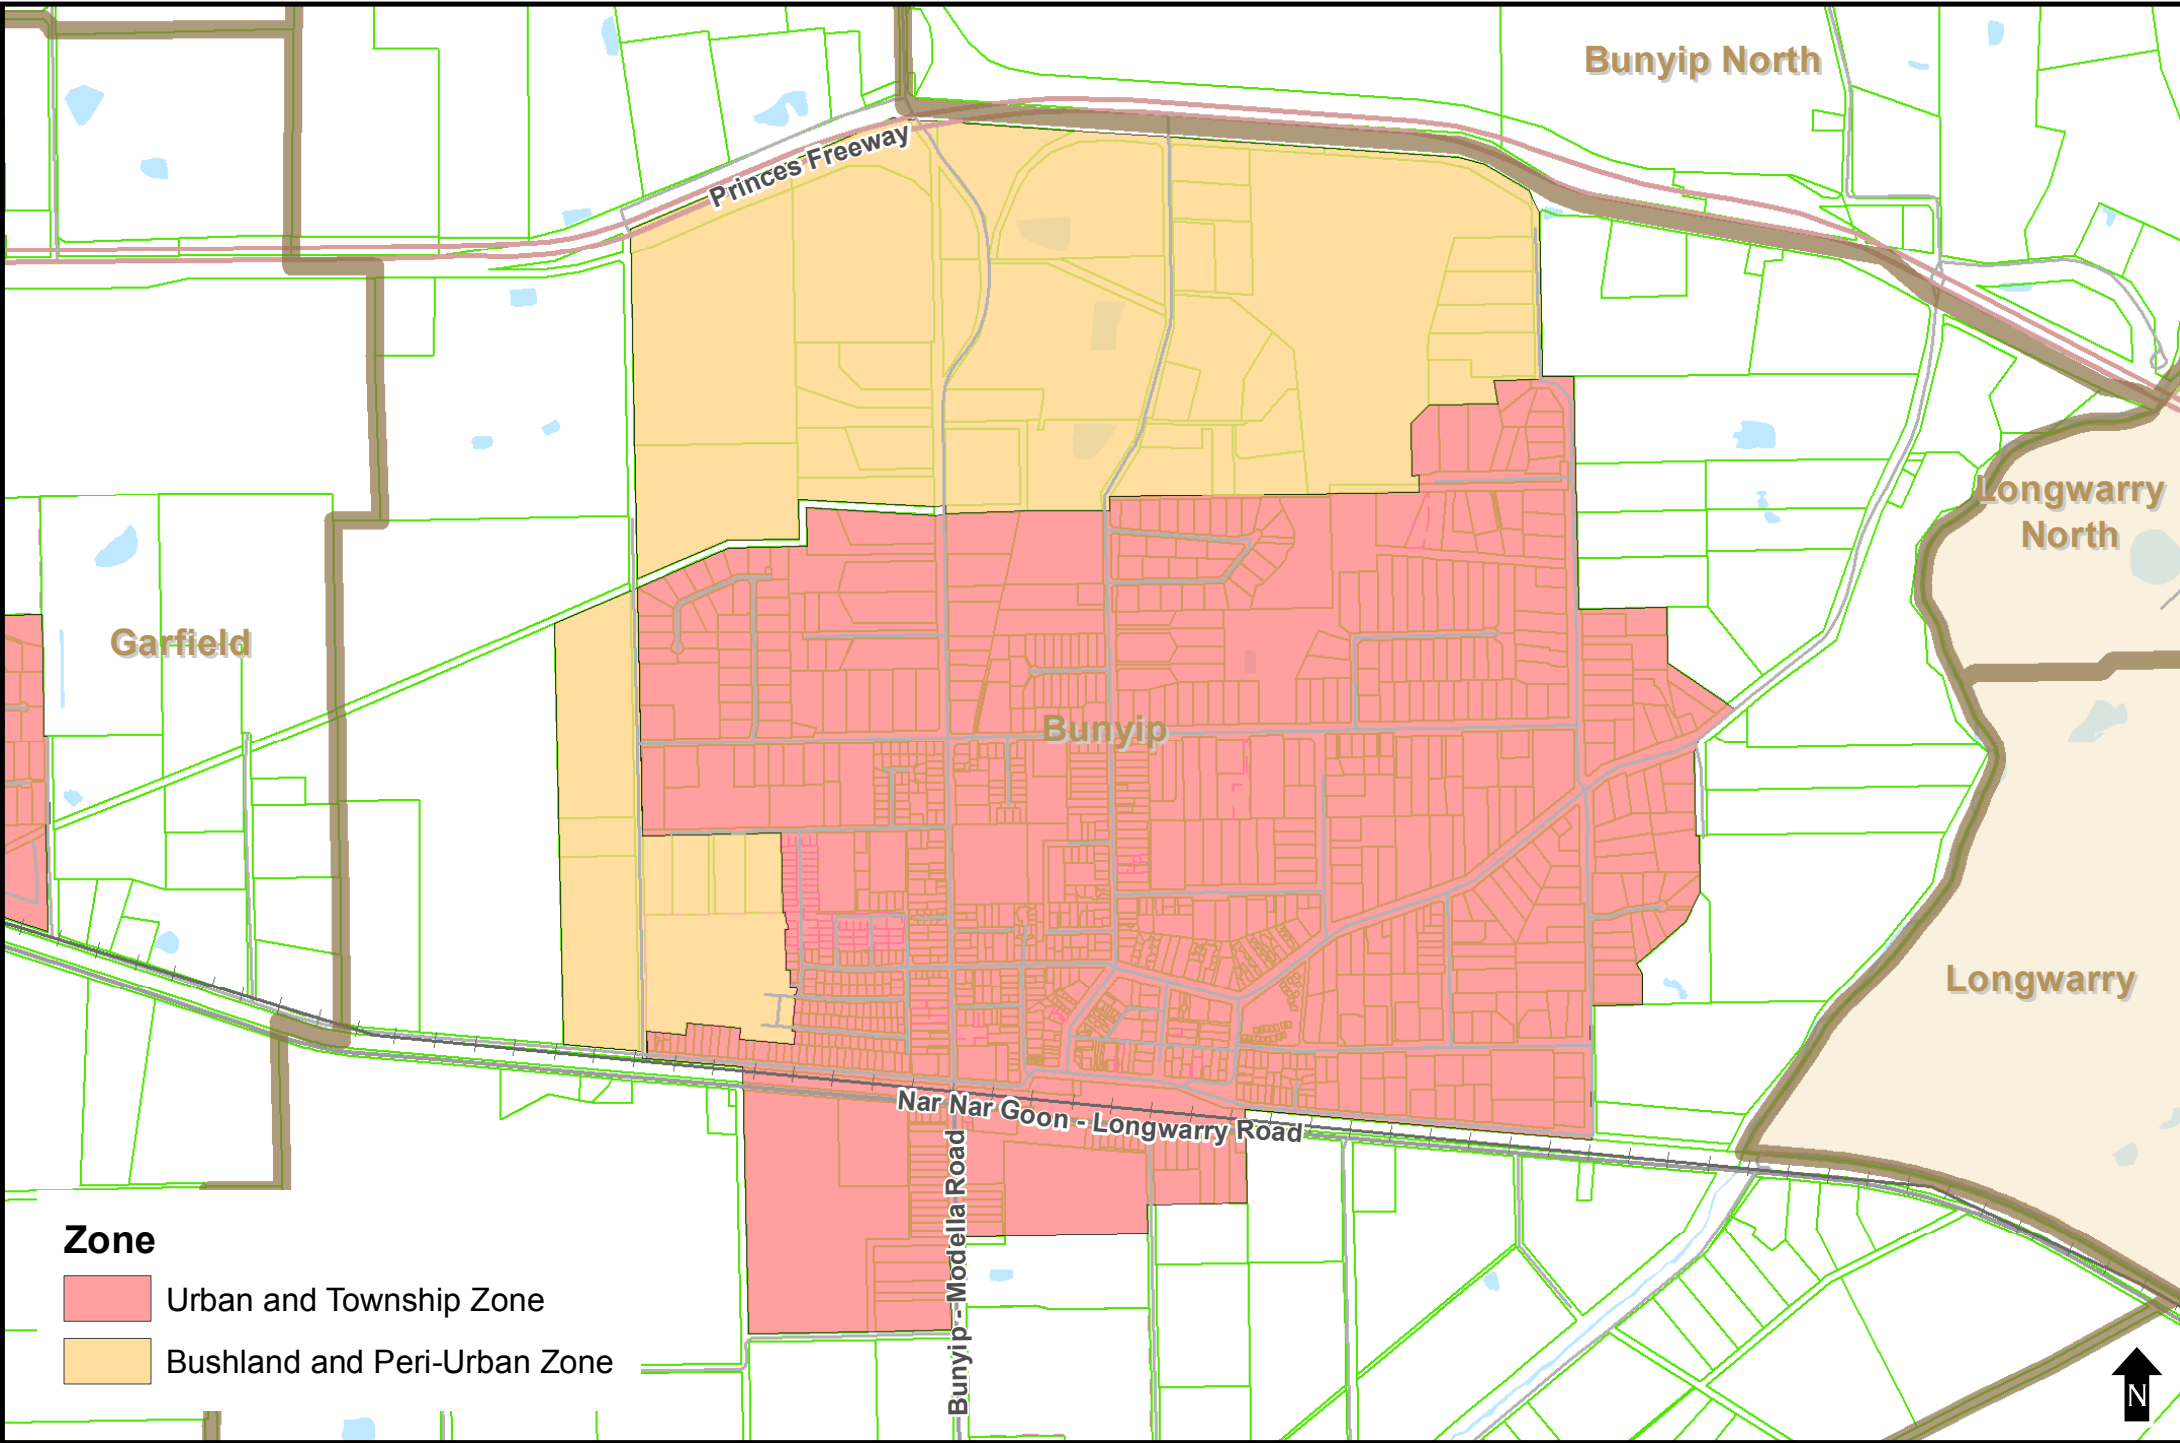 Bunyip North
Princes Freeway
Longwarry
North
Garfield
Bunyip
Longwarry
Nar Nar Goon - Longwarry Road
Bunyip - Modella Road
Zone
Urban and Township Zone
Bushland and Peri-Urban Zone
N